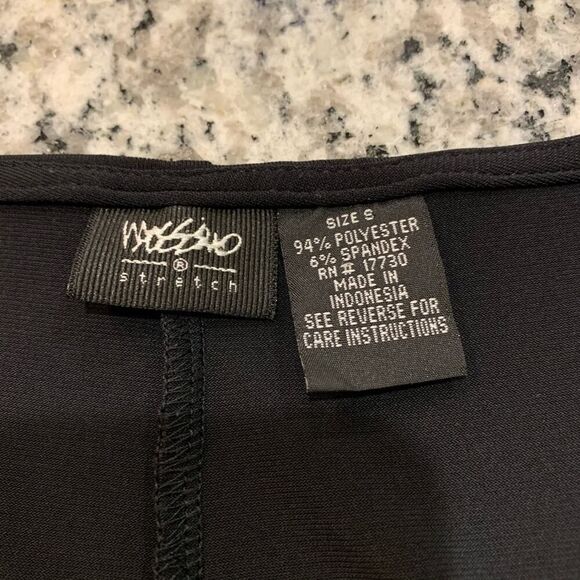 mossimo
®
stretch
SIZE S
94% POLYESTER
6% SPANDEX
RN # 17730
MADE IN
INDONESIA
SEE REVERSE FOR
CARE INSTRUCTIONS